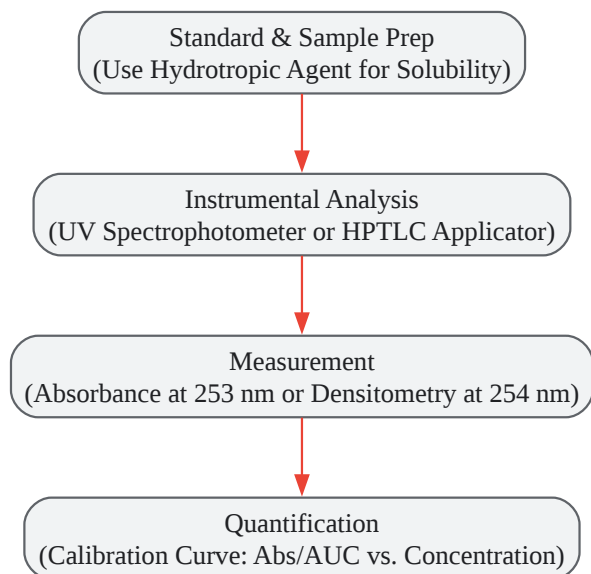 Standard & Sample Prep
(Use Hydrotropic Agent for Solubility)
Instrumental Analysis
(UV Spectrophotometer or HPTLC Applicator)
Measurement
(Absorbance at 253 nm or Densitometry at 254 nm)
Quantification
(Calibration Curve: Abs/AUC vs. Concentration)